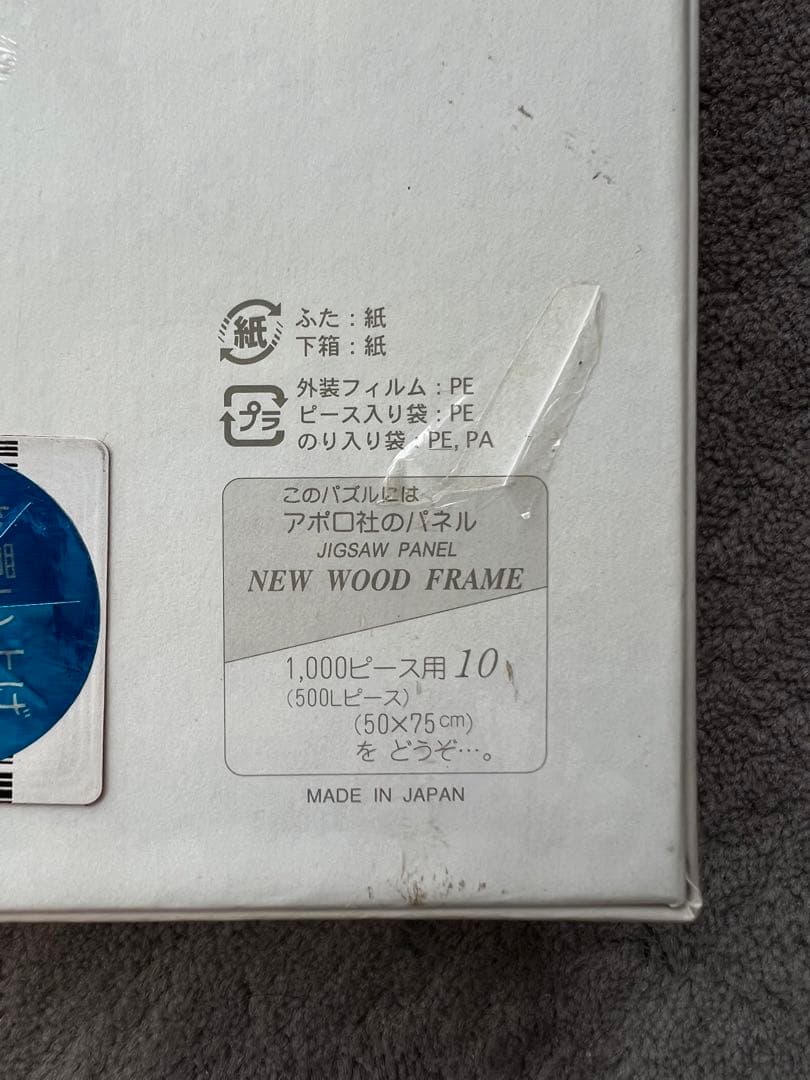 紙
ふた：紙
下箱：紙
プラ
外装フィルム：PE
ピース入り袋：PE
のり入り袋：PE, PA
このパズルには
アポロ社のパネル
JIGSAW PANEL
NEW WOOD FRAME
1,000ピース用 10
（500Lピース）
（50×75cm）
を どうぞ…。
MADE IN JAPAN